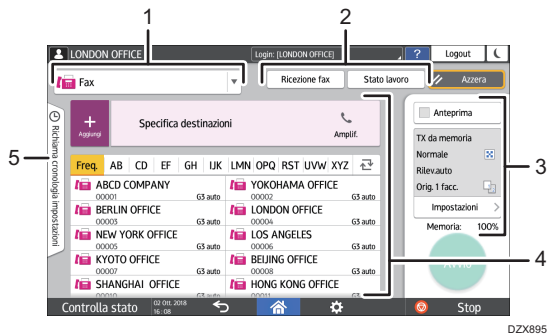 1
2
LONDON OFFICE
Login: [LONDON OFFICE]
?
Logout
Fax
Ricezione fax
Stato lavoro
Azzera
Aggiungi
Specifica destinazioni
Amplif.
Anteprima
TX da memoria
Normale
Rilev.auto
Orig. 1 facc.
Impostazioni
Memoria: 100%
3
5
Richiama cronologia impostazioni
Freq. AB CD EF GH IJK LMN OPQ RST UVW XYZ
ABCD COMPANY
00001 G3 auto
YOKOHAMA OFFICE
00002 G3 auto
BERLIN OFFICE
00003 G3 auto
LONDON OFFICE
00004 G3 auto
NEW YORK OFFICE
00005 G3 auto
LOS ANGELES
00006 G3 auto
KYOTO OFFICE
00007 G3 auto
BEIJING OFFICE
00008 G3 auto
SHANGHAI OFFICE
HONG KONG OFFICE
4
Controlla stato
02 Ott. 2018
16:08
Stop
DZX895